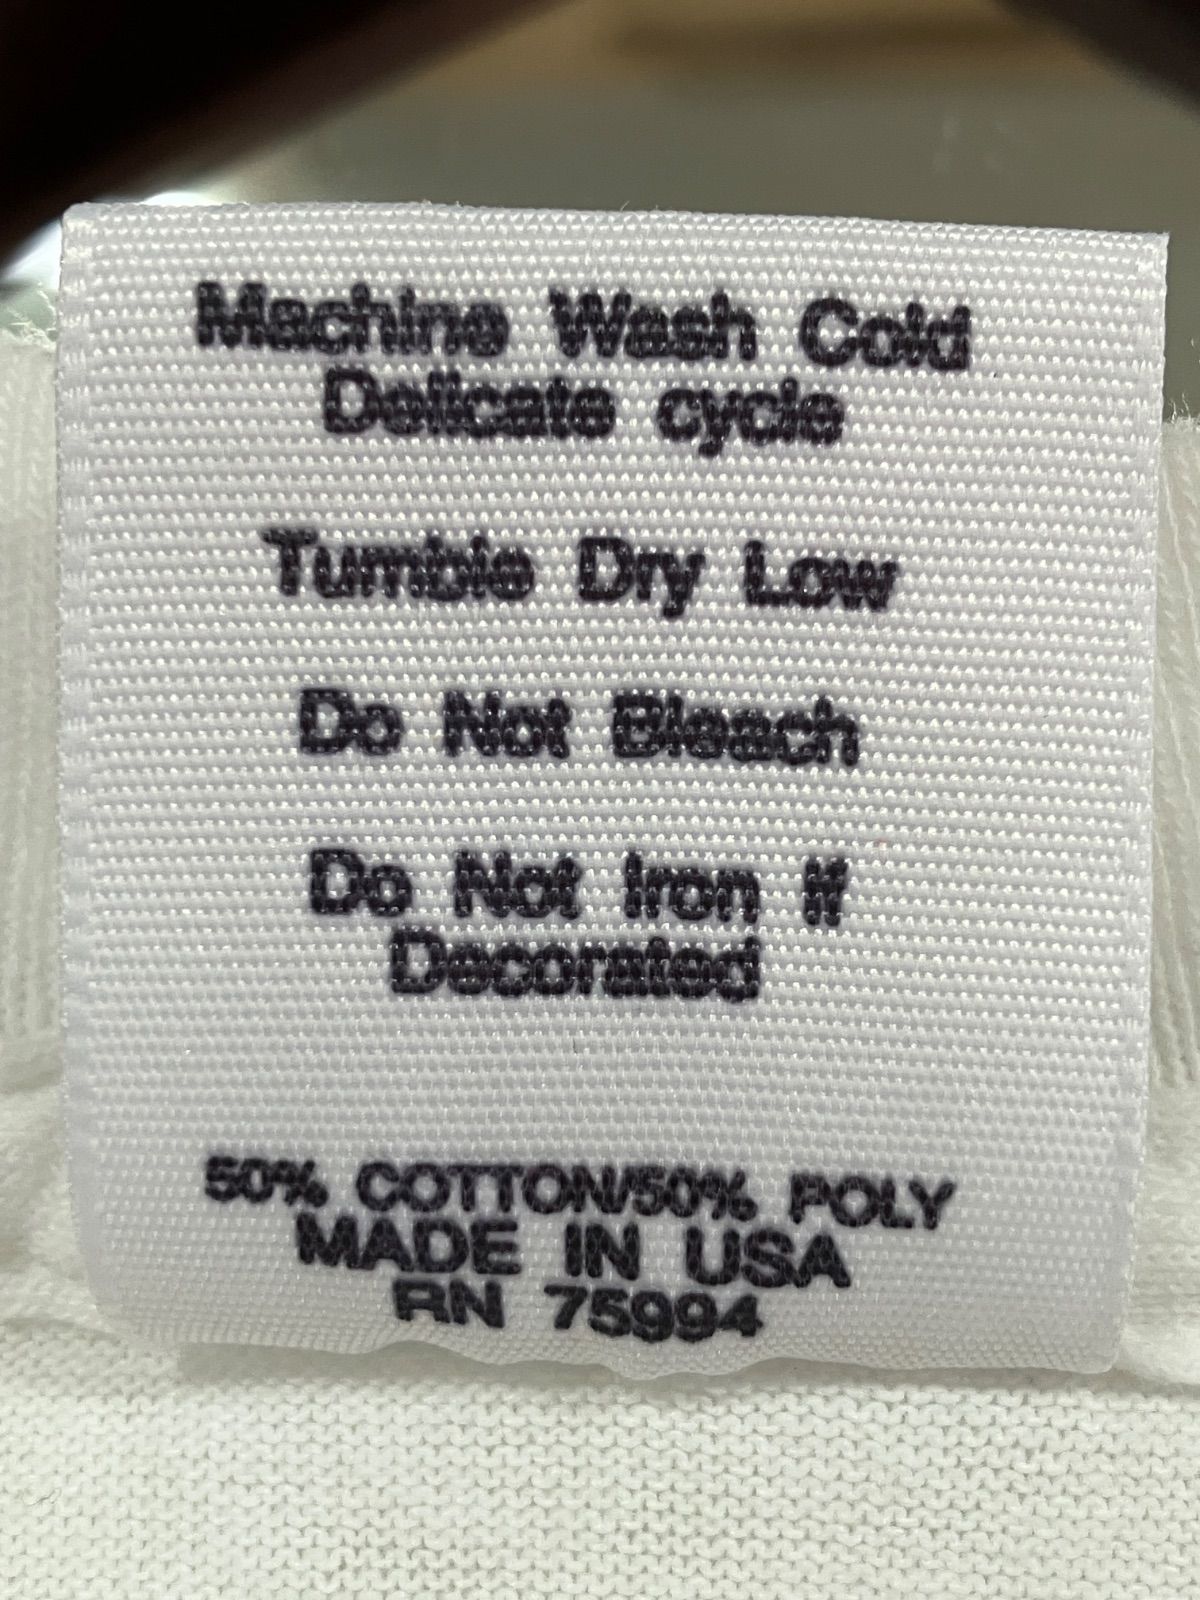 Machine Wash Cold
Delicate cycle
Tumble Dry Low
Do Not Bleach
Do Not Iron If
Decorated
50% COTTON/50% POLY
MADE IN USA
RN 75994